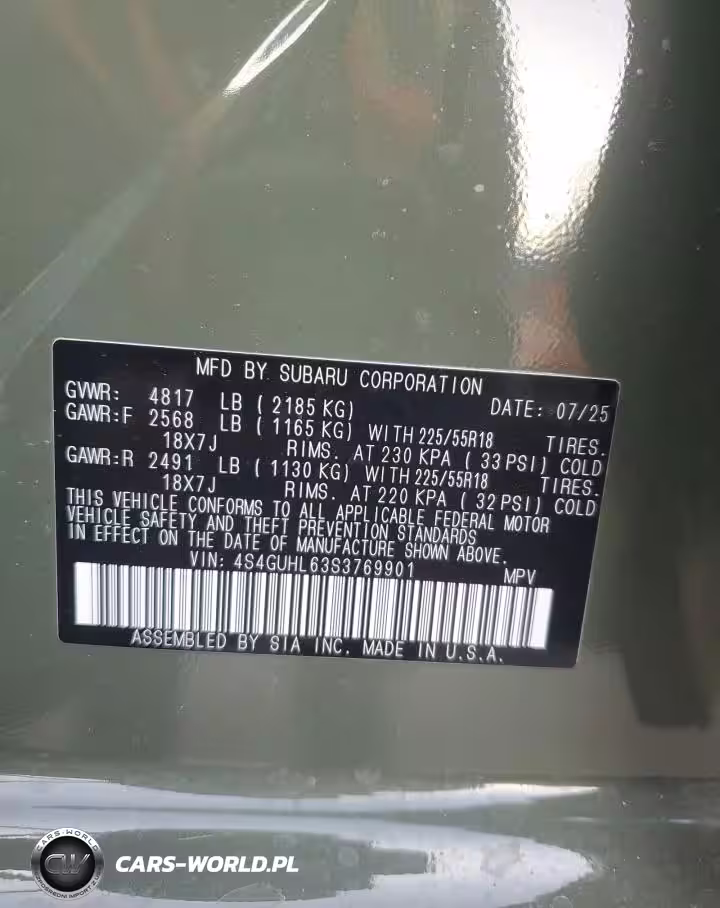 MFD BY SUBARU CORPORATION
GVWR: 4817 LB ( 2185 KG) DATE: 07/25
GAWR:F 2568 LB ( 1165 KG) WITH 225/55R18 TIRES.
18X7J RIMS. AT 230 KPA ( 33 PSI) COLD
GAWR:R 2491 LB ( 1130 KG) WITH 225/55R18 TIRES.
18X7J RIMS. AT 220 KPA ( 32 PSI) COLD
THIS VEHICLE CONFORMS TO ALL APPLICABLE FEDERAL MOTOR
VEHICLE SAFETY AND THEFT PREVENTION STANDARDS
IN EFFECT ON THE DATE OF MANUFACTURE SHOWN ABOVE.
VIN: 4S4GUHL63S3769901 MPV
ASSEMBLED BY SIA INC. MADE IN U.S.A.
CARS-WORLD
CW
CARS-WORLD.PL